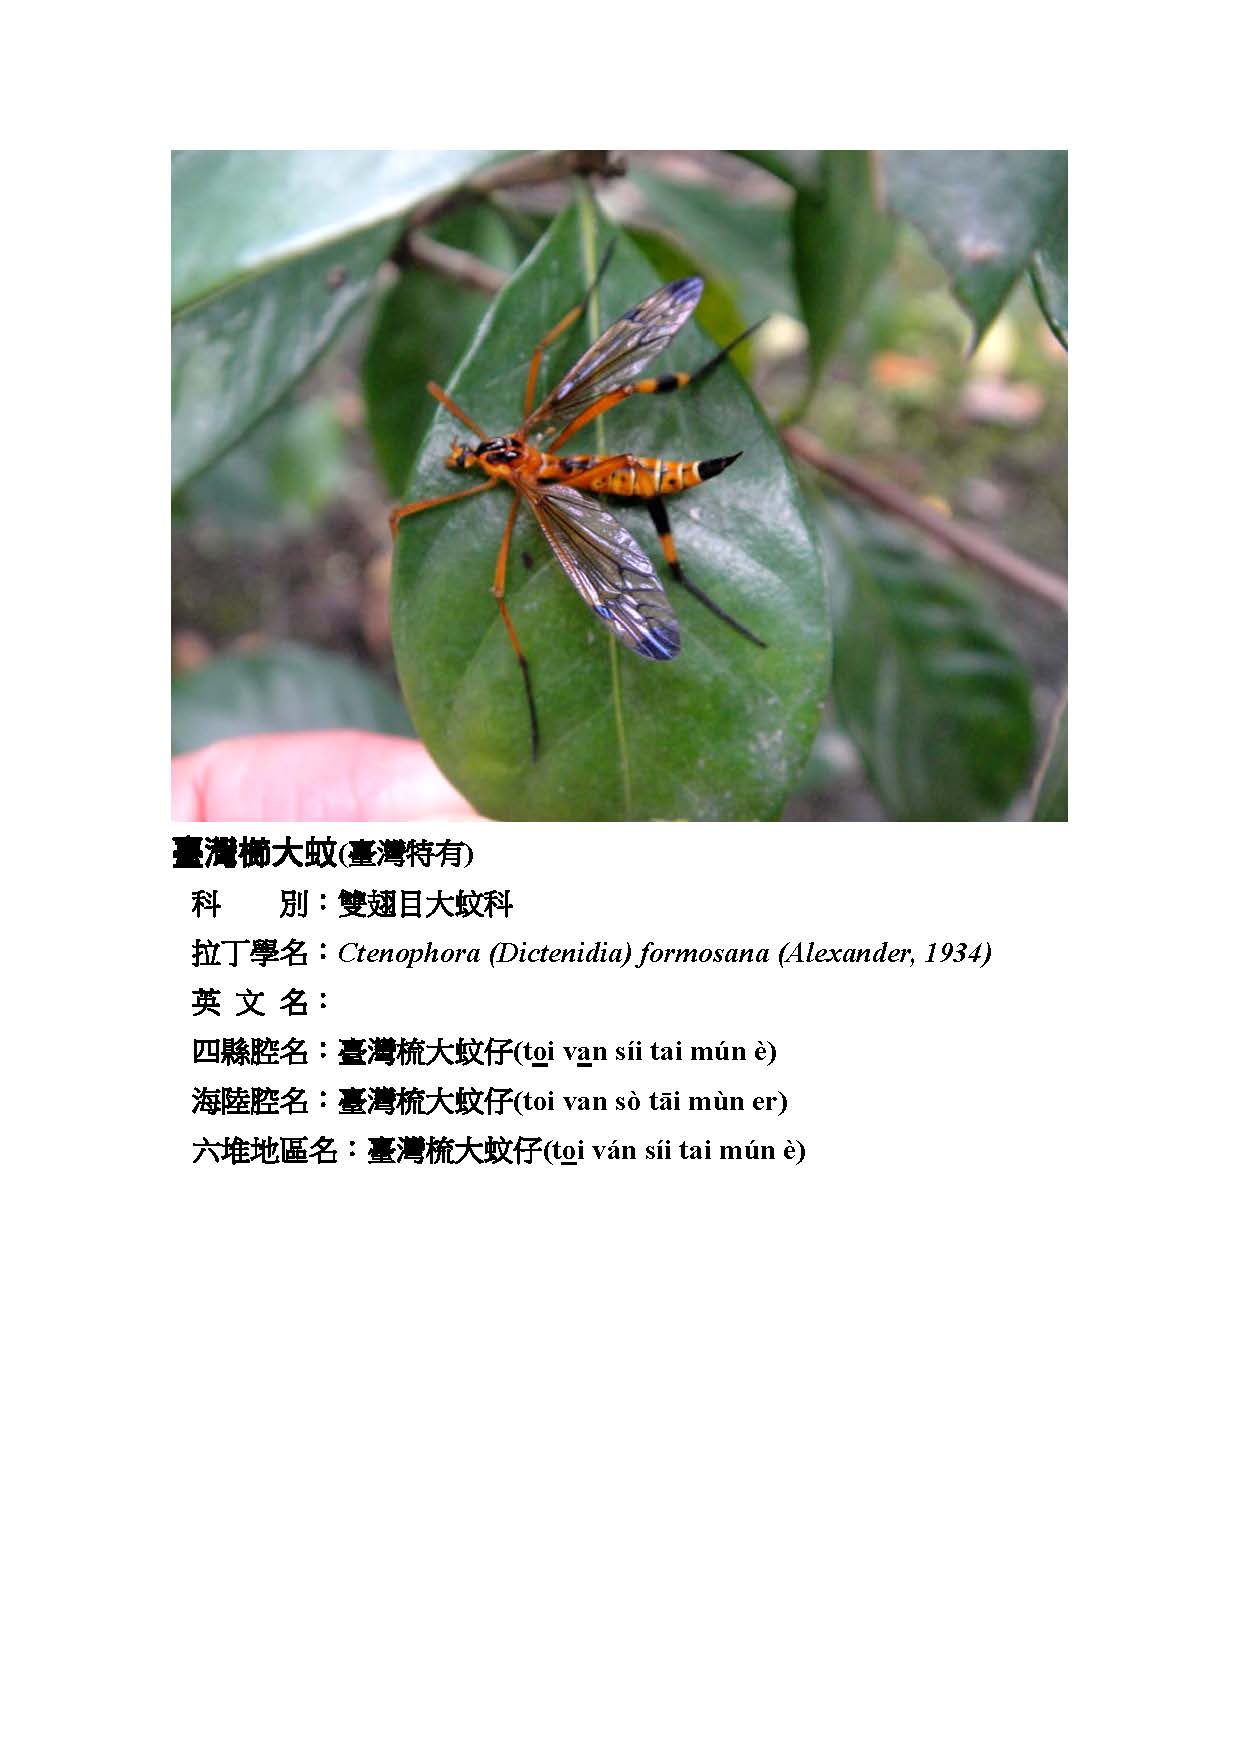 臺灣櫛大蚊(臺灣特有)
科　　別：雙翅目大蚊科
拉丁學名：Ctenophora (Dictenidia) formosana (Alexander, 1934)
英 文 名：
四縣腔名：臺灣梳大蚊仔(toi van síi tai mún è)
海陸腔名：臺灣梳大蚊仔(toi van sò tāi mùn er)
六堆地區名：臺灣梳大蚊仔(toi ván síi tai mún è)